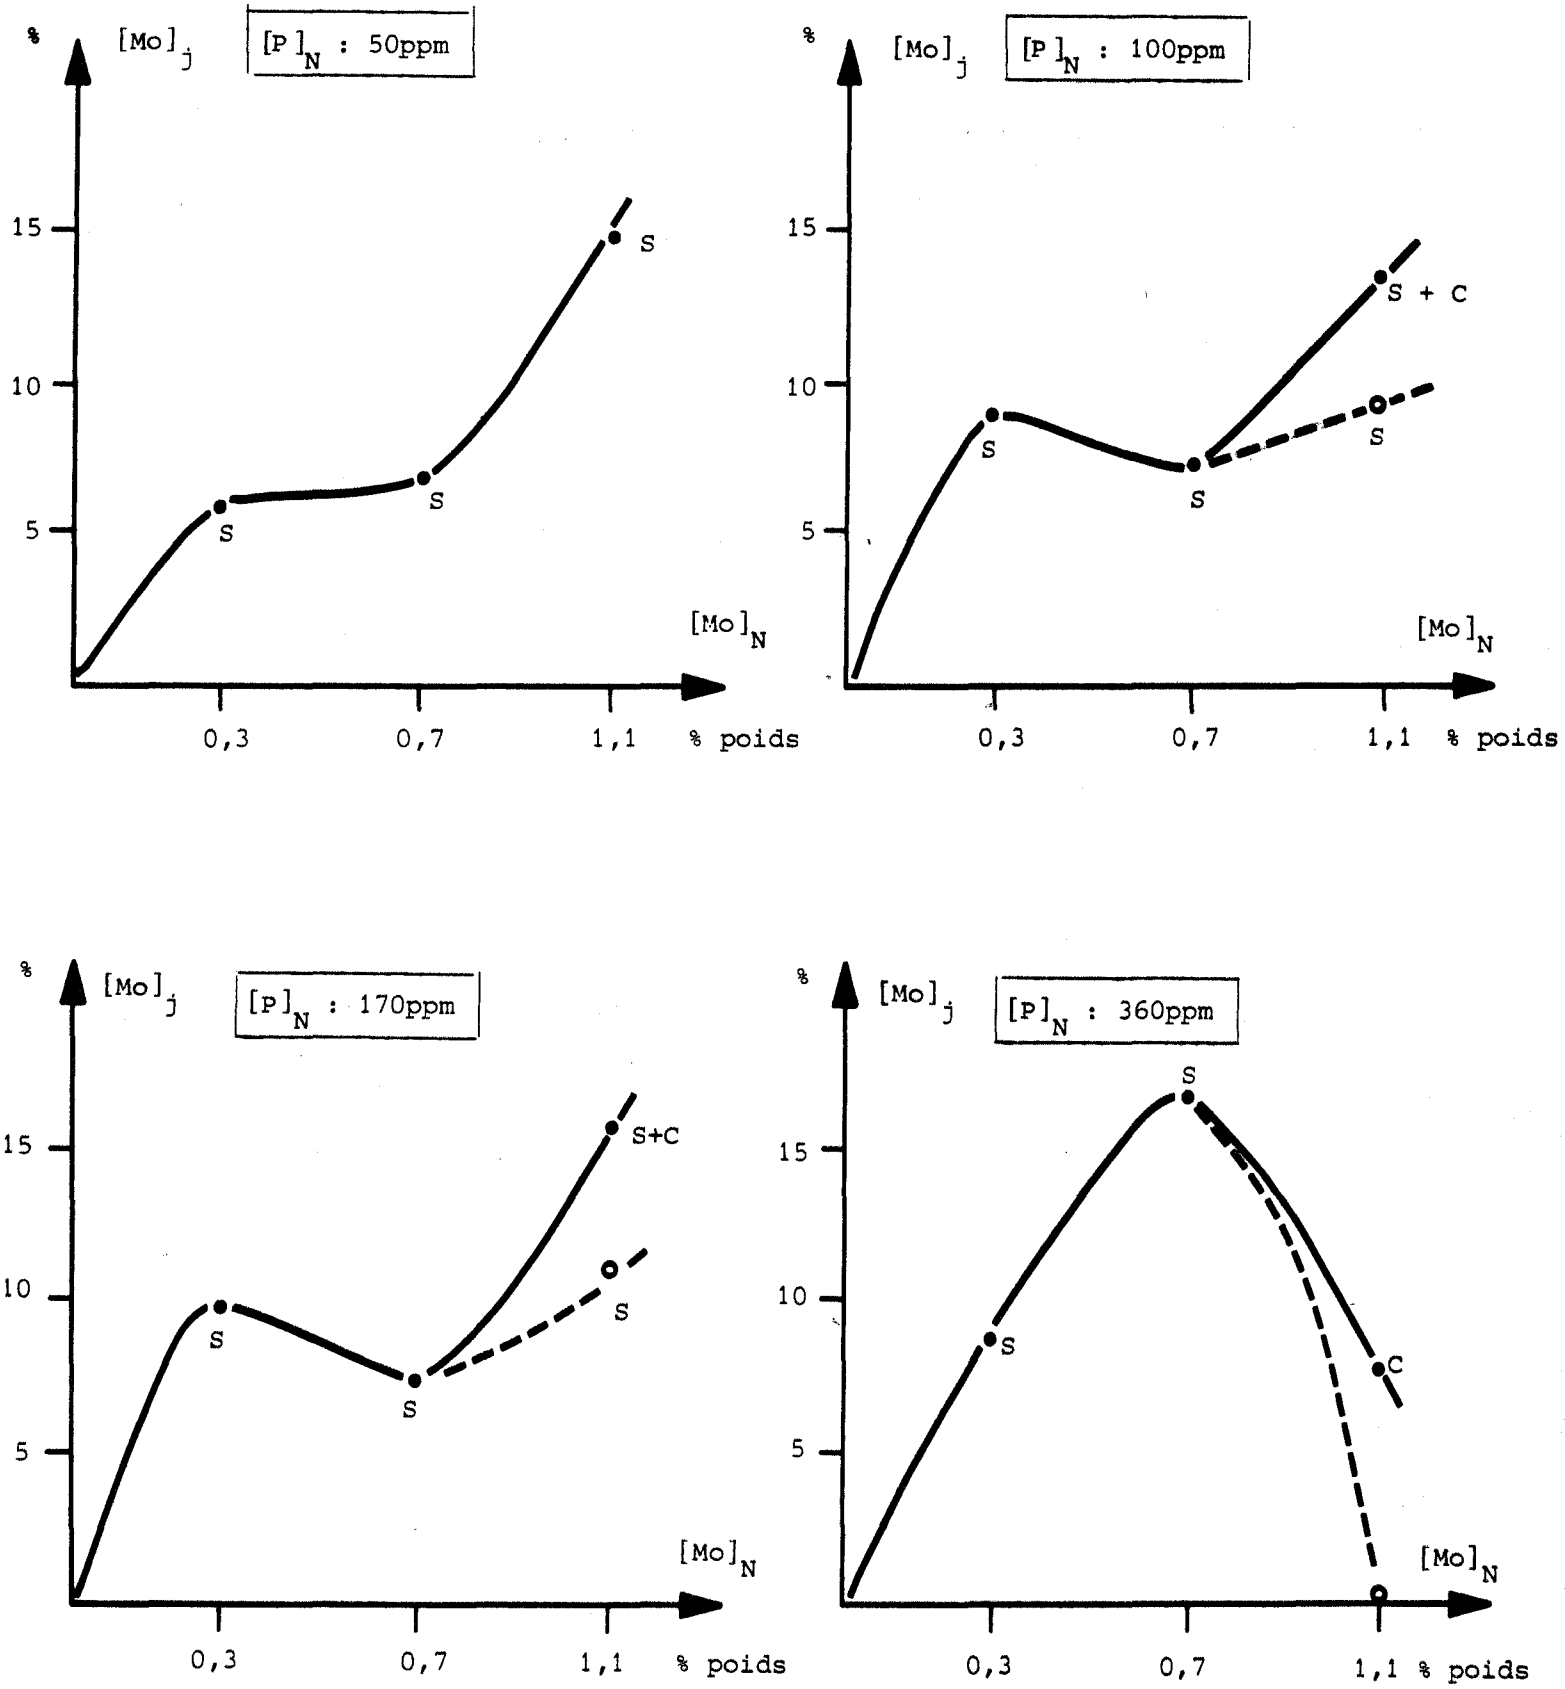 % [Mo]j [P]N : 50ppm
15
S
10
S
S
5
[Mo]N
0,3 0,7 1,1 % poids
% [Mo]j [P]N : 100ppm
15
S + C
10
S
S
S
5
[Mo]N
0,3 0,7 1,1 % poids
% [Mo]j [P]N : 170ppm
15
S+C
10
S
S
S
5
[Mo]N
0,3 0,7 1,1 % poids
% [Mo]j [P]N : 360ppm
S
15
10
S
C
5
[Mo]N
0,3 0,7 1,1 % poids